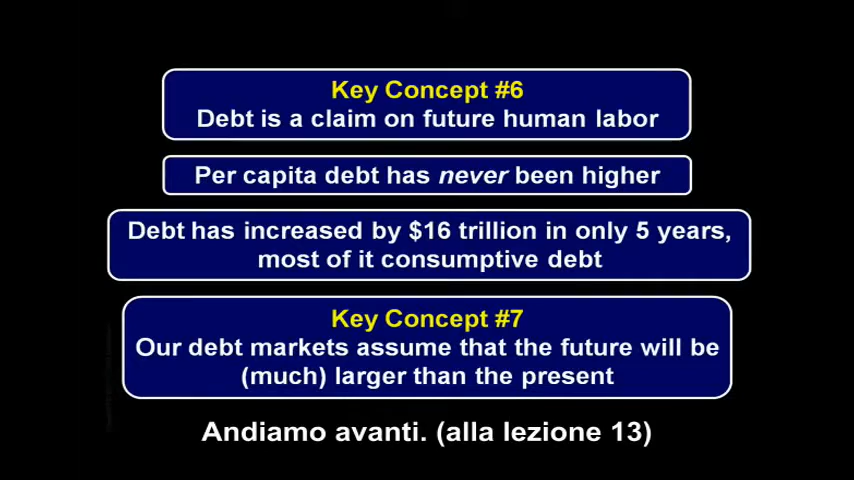 Key Concept #6
Debt is a claim on future human labor
Per capita debt has never been higher
Debt has increased by $16 trillion in only 5 years,
most of it consumptive debt
Key Concept #7
Our debt markets assume that the future will be
(much) larger than the present
Andiamo avanti. (alla lezione 13)